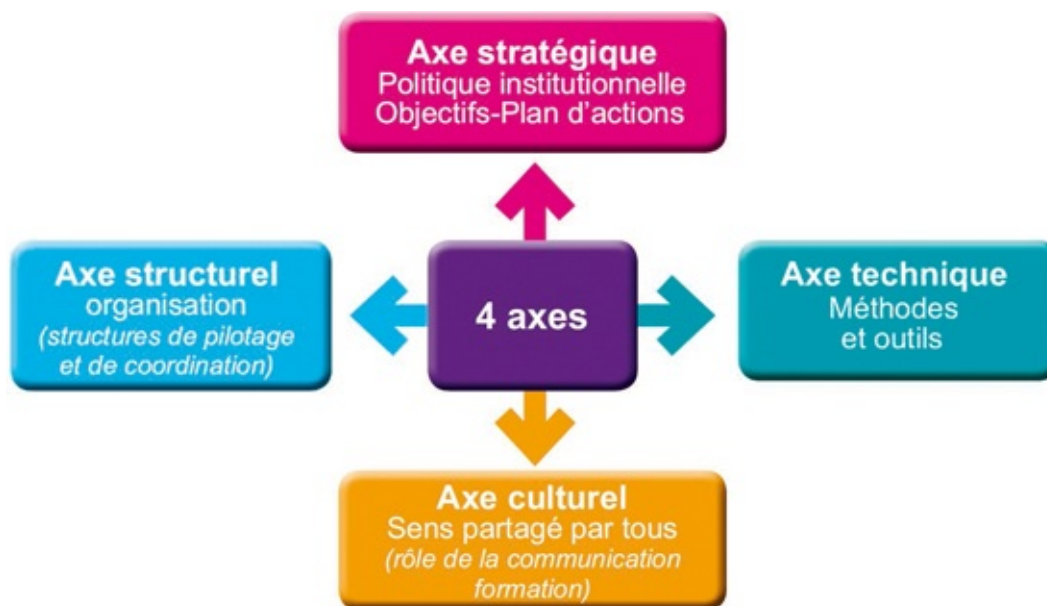 Axe stratégique
Politique institutionnelle
Objectifs-Plan d'actions
Axe structurel
organisation
(structures de pilotage
et de coordination)
4 axes
Axe technique
Méthodes
et outils
Axe culturel
Sens partagé par tous
(rôle de la communication
formation)